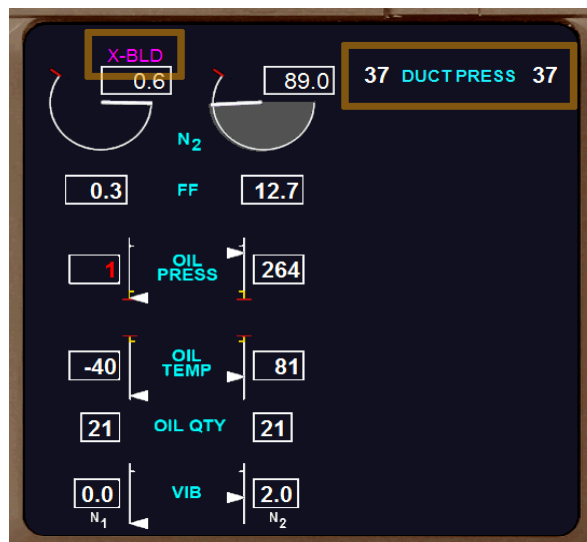 X-BLD
0.6 89.0 37 DUCT PRESS 37
N2
0.3 FF 12.7
1 OIL PRESS 264
-40 OIL TEMP 81
21 OIL QTY 21
0.0 VIB 2.0
N1 N2